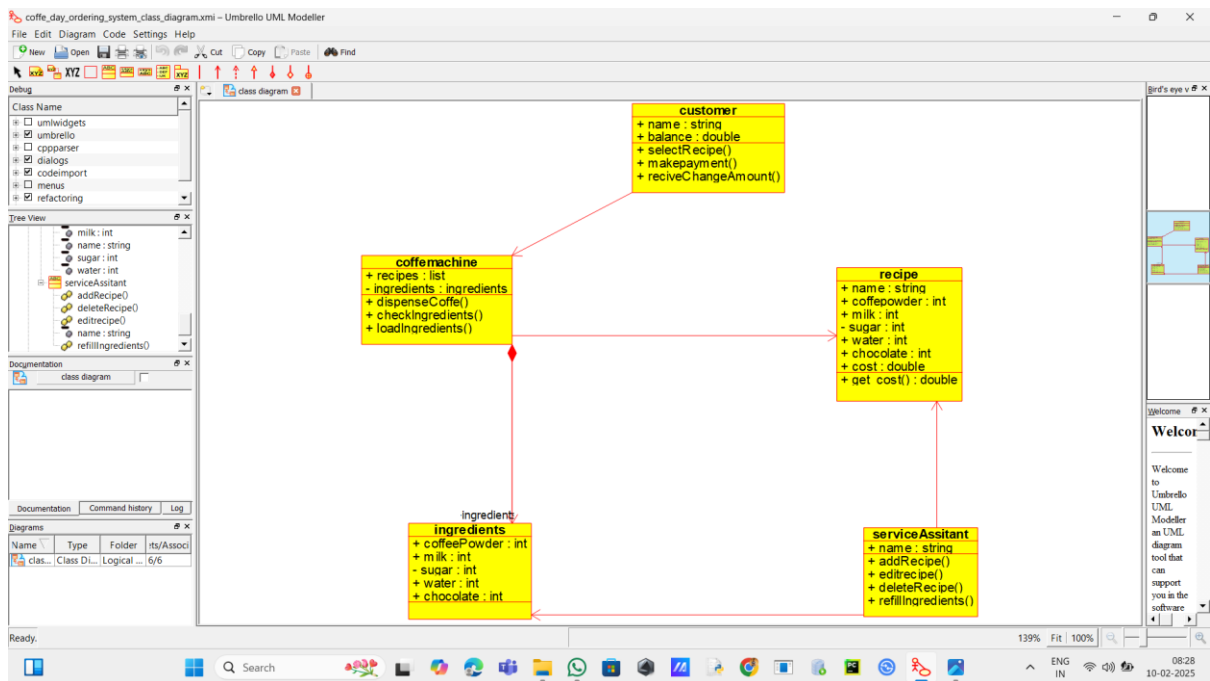 coffe_day_ordering_system_class_diagram.xmi – Umbrello UML Modeller
File Edit Diagram Code Settings Help
New Open Cut Copy Paste Find
XYZ
Debug
Class Name
umlwidgets
umbrello
cppparser
dialogs
codeimport
menus
refactoring
Tree View
milk : int
name : string
sugar : int
water : int
serviceAssitant
addRecipe()
deleteRecipe()
editrecipe()
name : string
refillIngredients()
Documentation
class diagram
Documentation Command history Log
Diagrams
Name Type Folder :ts/Associ
clas... Class Di... Logical ... 6/6
class diagram
customer
+ name : string
+ balance : double
+ selectRecipe()
+ makepayment()
+ reciveChangeAmount()
coffemachine
+ recipes : list
- ingredients : ingredients
+ dispenseCoffe()
+ checkIngredients()
+ loadIngredients()
recipe
+ name : string
+ coffepowder : int
+ milk : int
- sugar : int
+ water : int
+ chocolate : int
+ cost : double
+ get_cost() : double
ingredient
ingredients
+ coffeePowder : int
+ milk : int
- sugar : int
+ water : int
+ chocolate : int
serviceAssitant
+ name : string
+ addRecipe()
+ editrecipe()
+ deleteRecipe()
+ refillIngredients()
Bird's eye v
Welcome
Welcor
Welcome
to
Umbrello
UML
Modeller
an UML
diagram
tool that
can
support
you in the
software
Ready.
139% Fit 100%
Search
ENG
IN
08:28
10-02-2025